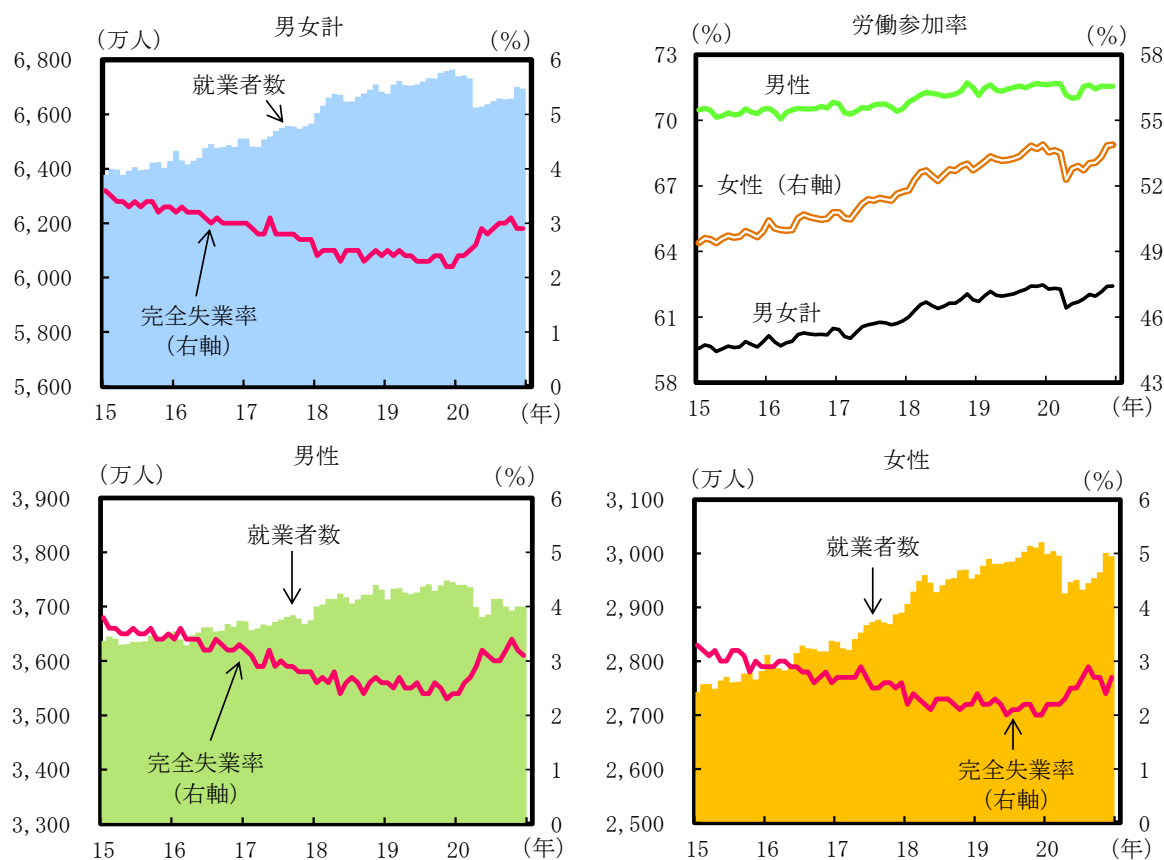 男女計
(万人)
(%)
6,800
6,600
6,400
6,200
6,000
5,800
5,600
6
5
4
3
2
1
0
就業者数
完全失業率
(右軸)
15 16 17 18 19 20 (年)
労働参加率
(%)
(%)
73
70
67
64
61
58
58
55
52
49
46
43
男性
女性（右軸）
男女計
15 16 17 18 19 20 (年)
男性
(万人)
(%)
3,900
3,800
3,700
3,600
3,500
3,400
3,300
6
5
4
3
2
1
0
就業者数
完全失業率
(右軸)
15 16 17 18 19 20 (年)
女性
(万人)
(%)
3,100
3,000
2,900
2,800
2,700
2,600
2,500
6
5
4
3
2
1
0
就業者数
完全失業率
(右軸)
15 16 17 18 19 20 (年)